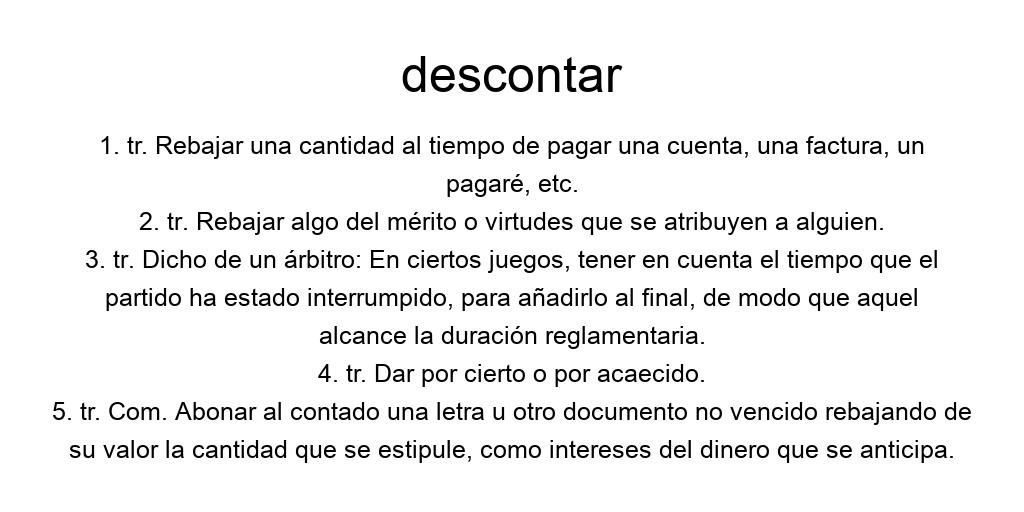 descontar
1. tr. Rebajar una cantidad al tiempo de pagar una cuenta, una factura, un
pagaré, etc.
2. tr. Rebajar algo del mérito o virtudes que se atribuyen a alguien.
3. tr. Dicho de un árbitro: En ciertos juegos, tener en cuenta el tiempo que el
partido ha estado interrumpido, para añadirlo al final, de modo que aquel
alcance la duración reglamentaria.
4. tr. Dar por cierto o por acaecido.
5. tr. Com. Abonar al contado una letra u otro documento no vencido rebajando de
su valor la cantidad que se estipule, como intereses del dinero que se anticipa.